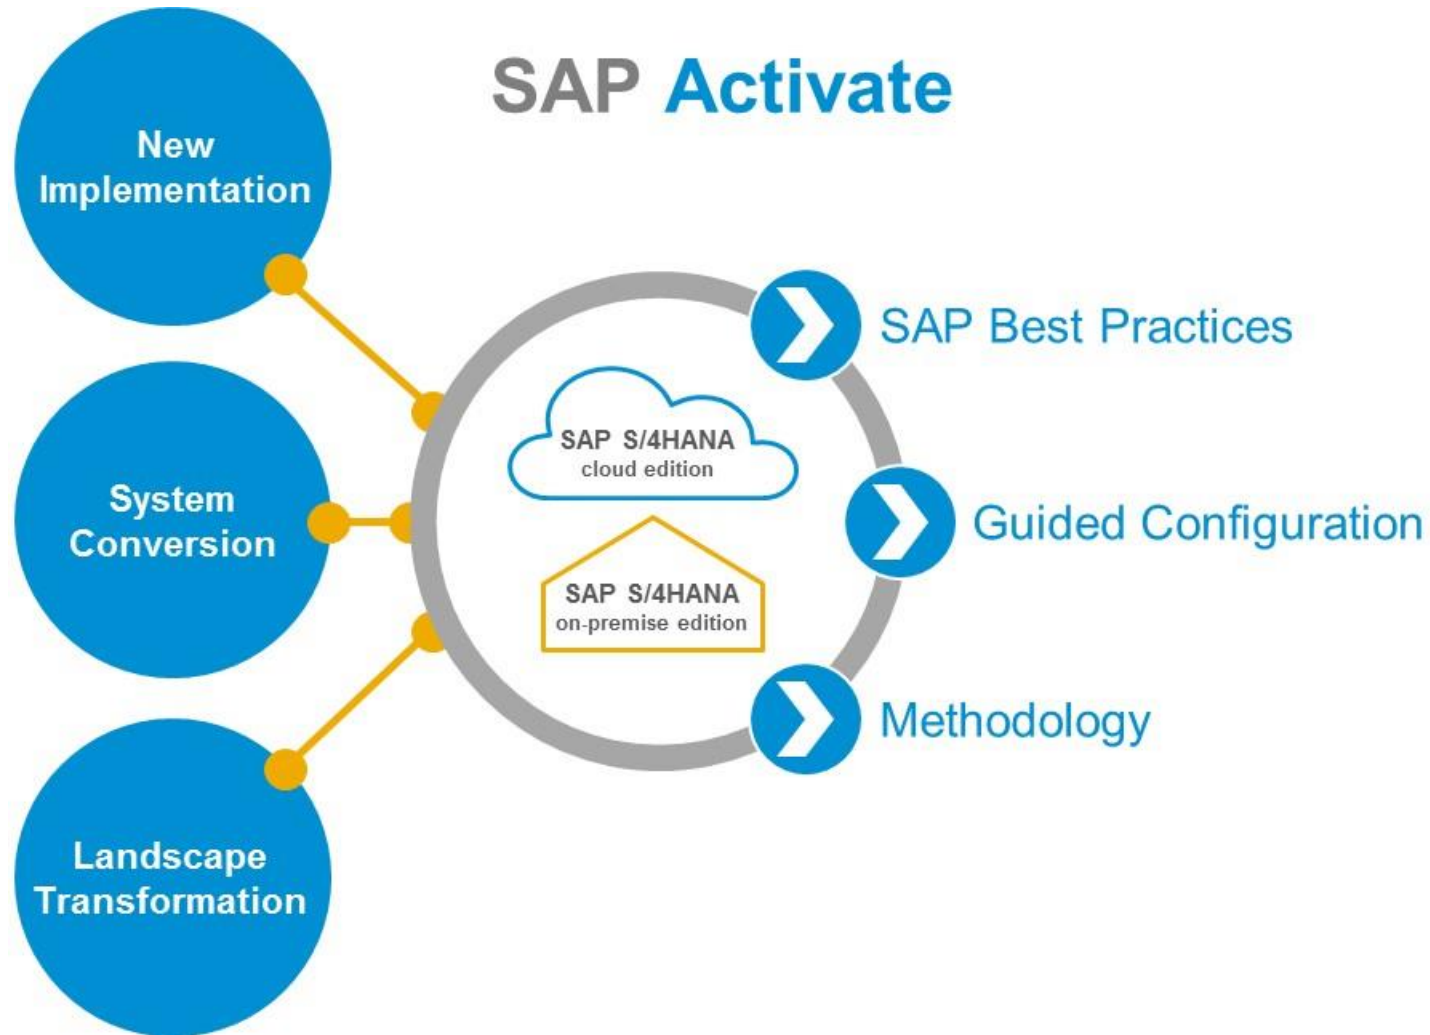 SAP Activate
New
Implementation
System
Conversion
Landscape
Transformation
SAP S/4HANA
cloud edition
SAP S/4HANA
on-premise edition
SAP Best Practices
Guided Configuration
Methodology